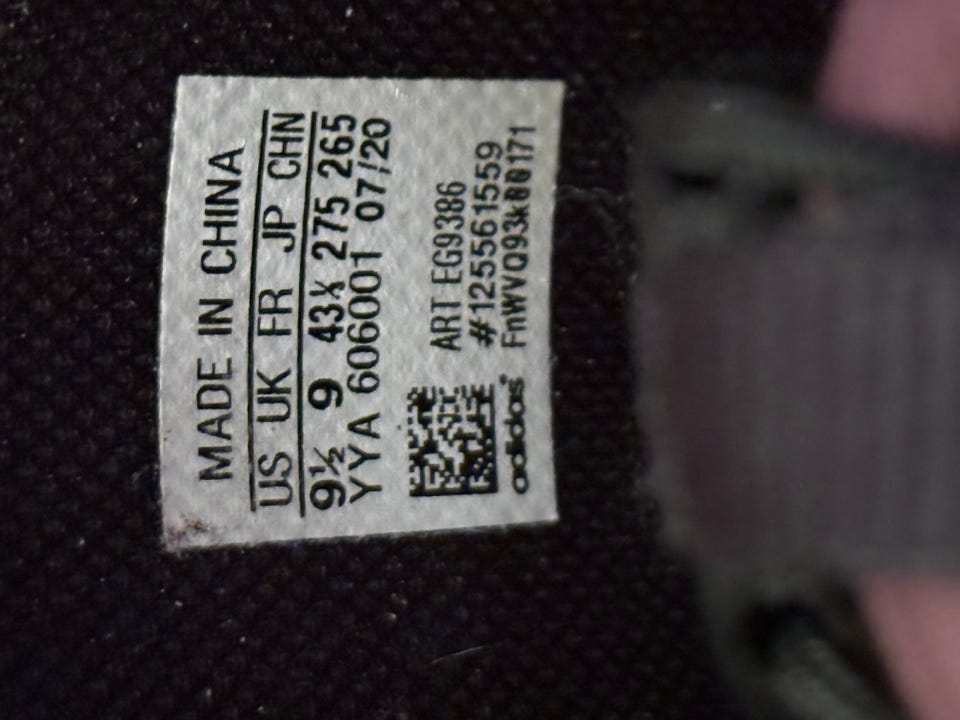 MADE IN CHINA
US UK FR JP CHN
9½ 9 43⅓ 275 265
YYA 606001 07/20
ART EG9386
#125561559
FnWVQ93k00171
adidas